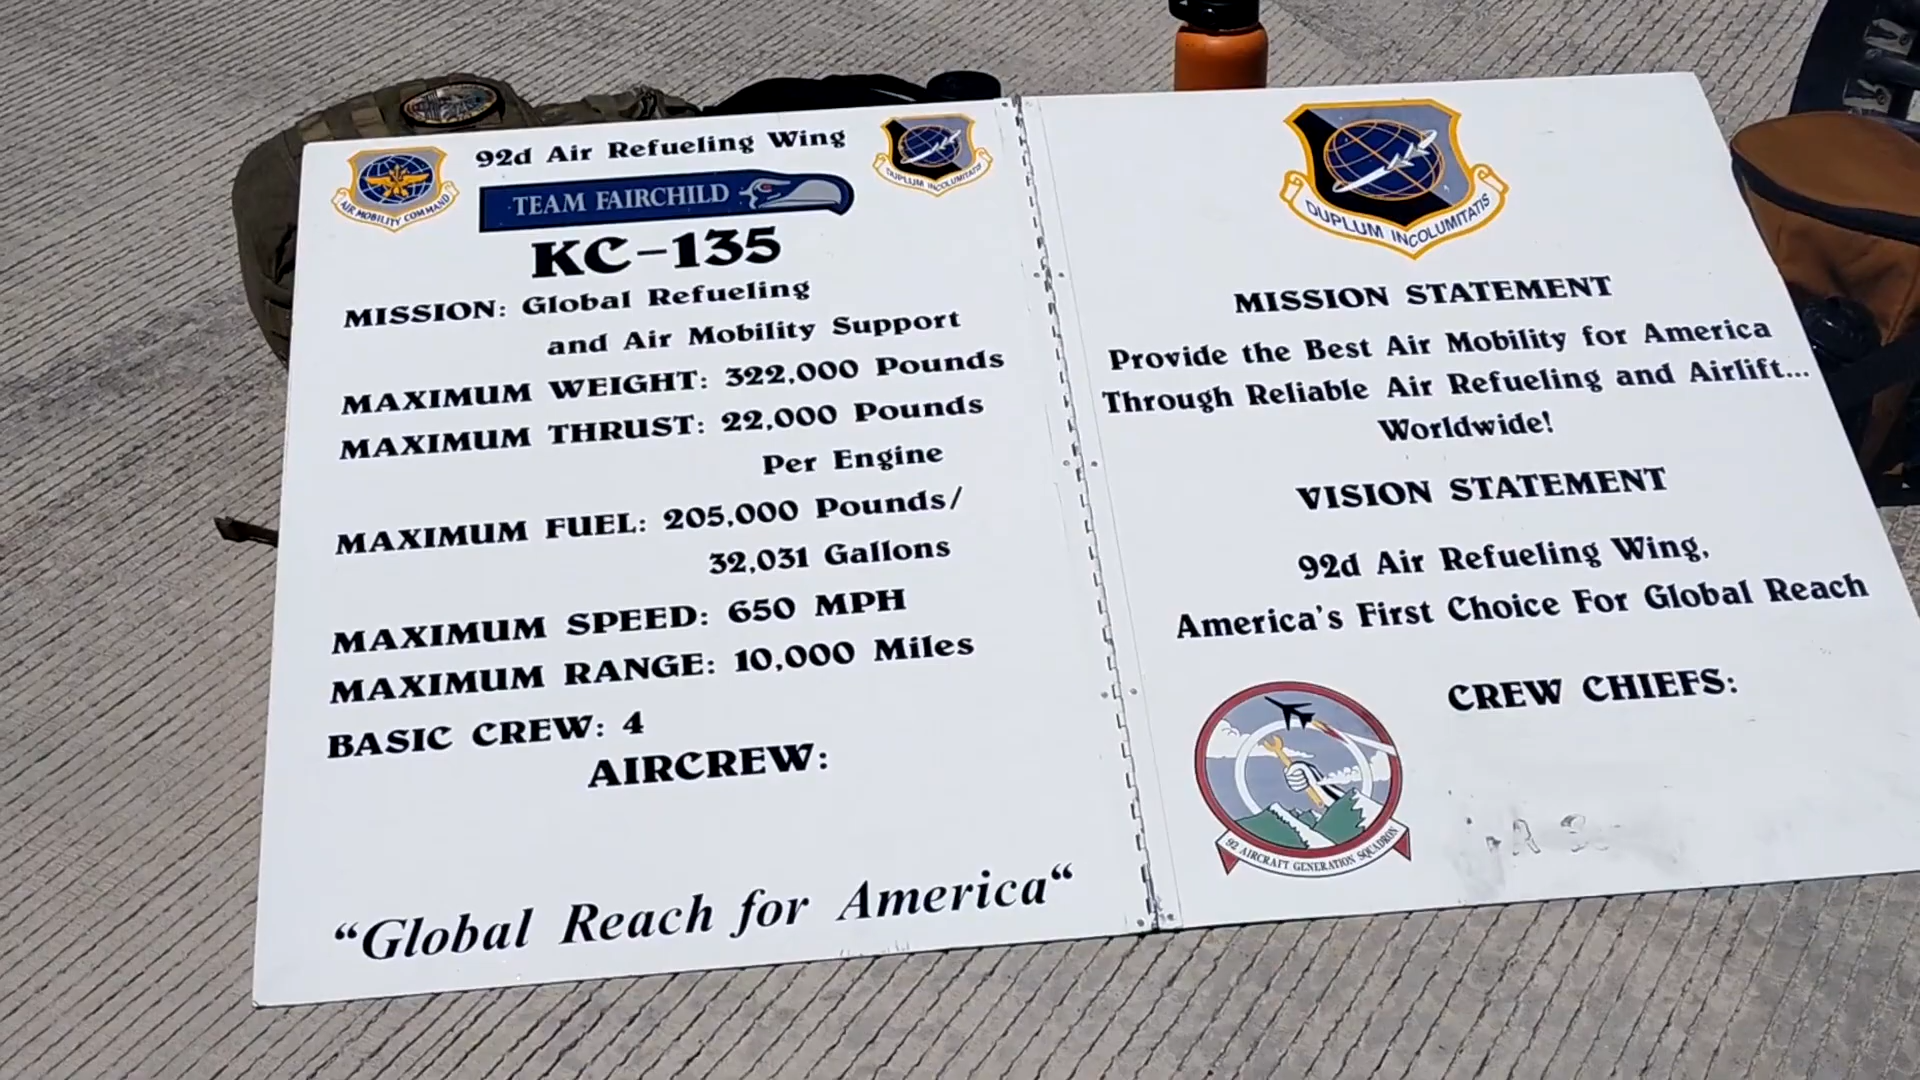 92d Air Refueling Wing
AIR MOBILITY COMMAND
TEAM FAIRCHILD
DUPLUM INCOLUMITATIS
KC-135
MISSION: Global Refueling
and Air Mobility Support
MAXIMUM WEIGHT: 322,000 Pounds
MAXIMUM THRUST: 22,000 Pounds
Per Engine
MAXIMUM FUEL: 205,000 Pounds/
32,031 Gallons
MAXIMUM SPEED: 650 MPH
MAXIMUM RANGE: 10,000 Miles
BASIC CREW: 4
AIRCREW:
“Global Reach for America“
DUPLUM INCOLUMITATIS
MISSION STATEMENT
Provide the Best Air Mobility for America
Through Reliable Air Refueling and Airlift...
Worldwide!
VISION STATEMENT
92d Air Refueling Wing,
America's First Choice For Global Reach
CREW CHIEFS:
92 AIRCRAFT GENERATION SQUADRON